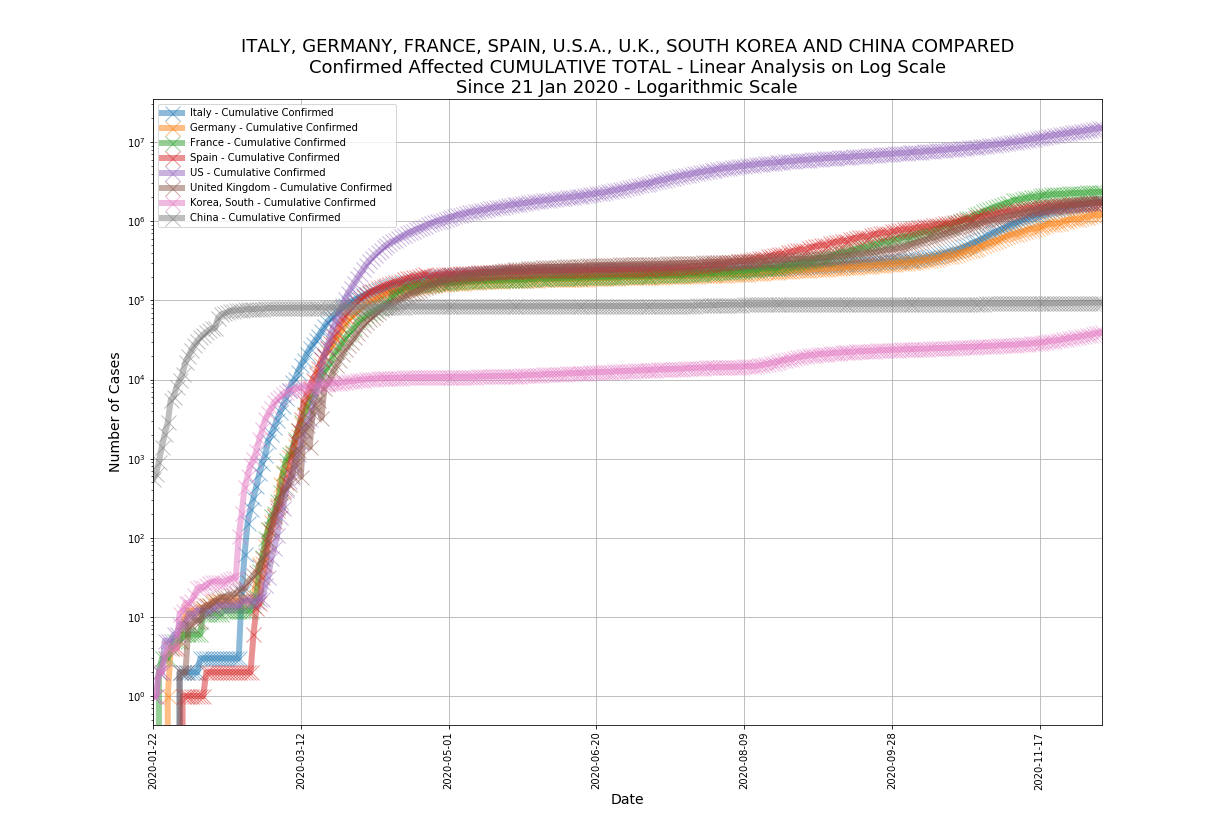 ITALY, GERMANY, FRANCE, SPAIN, U.S.A., U.K., SOUTH KOREA AND CHINA COMPARED
Confirmed Affected CUMULATIVE TOTAL - Linear Analysis on Log Scale
Since 21 Jan 2020 - Logarithmic Scale
Italy - Cumulative Confirmed
Germany - Cumulative Confirmed
France - Cumulative Confirmed
Spain - Cumulative Confirmed
US - Cumulative Confirmed
United Kingdom - Cumulative Confirmed
Korea, South - Cumulative Confirmed
China - Cumulative Confirmed
Number of Cases
10⁷
10⁶
10⁵
10⁴
10³
10²
10¹
10⁰
2020-01-22
2020-03-12
2020-05-01
2020-06-20
2020-08-09
2020-09-28
2020-11-17
Date